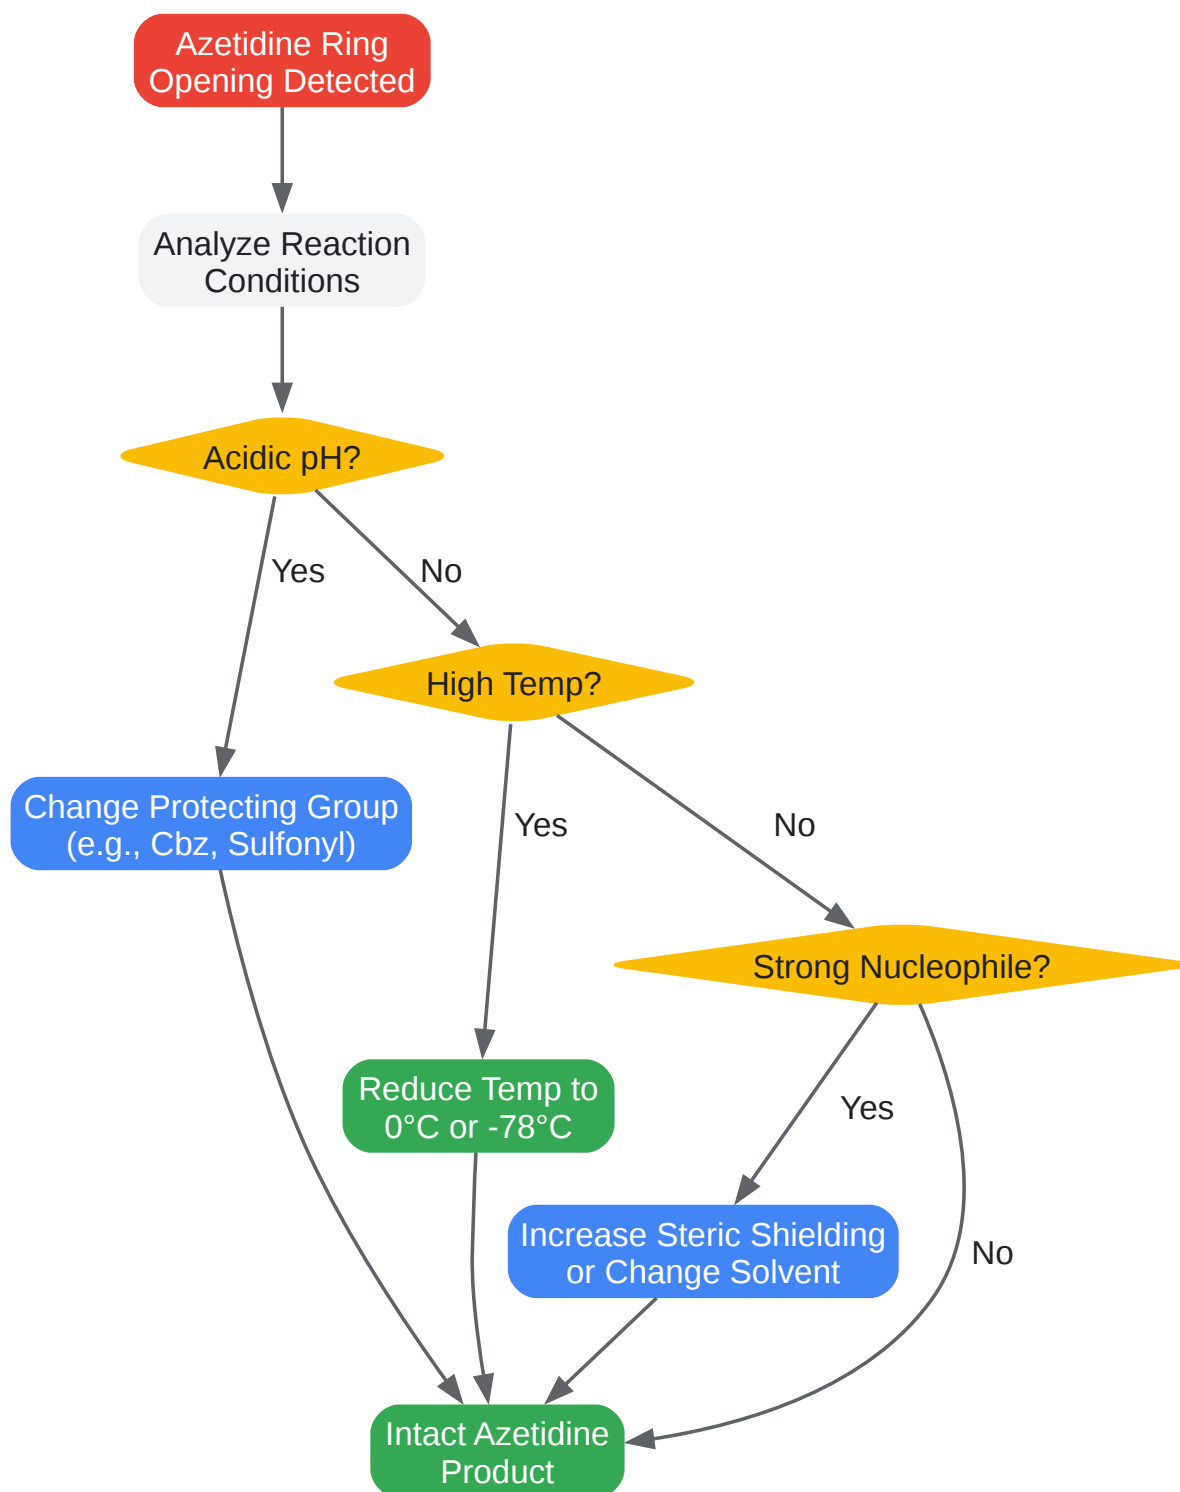 Azetidine Ring
Opening Detected
Analyze Reaction
Conditions
Acidic pH?
Yes
No
High Temp?
Change Protecting Group
(e.g., Cbz, Sulfonyl)
Yes
No
Strong Nucleophile?
Reduce Temp to
0°C or -78°C
Yes
Increase Steric Shielding
or Change Solvent
No
Intact Azetidine
Product